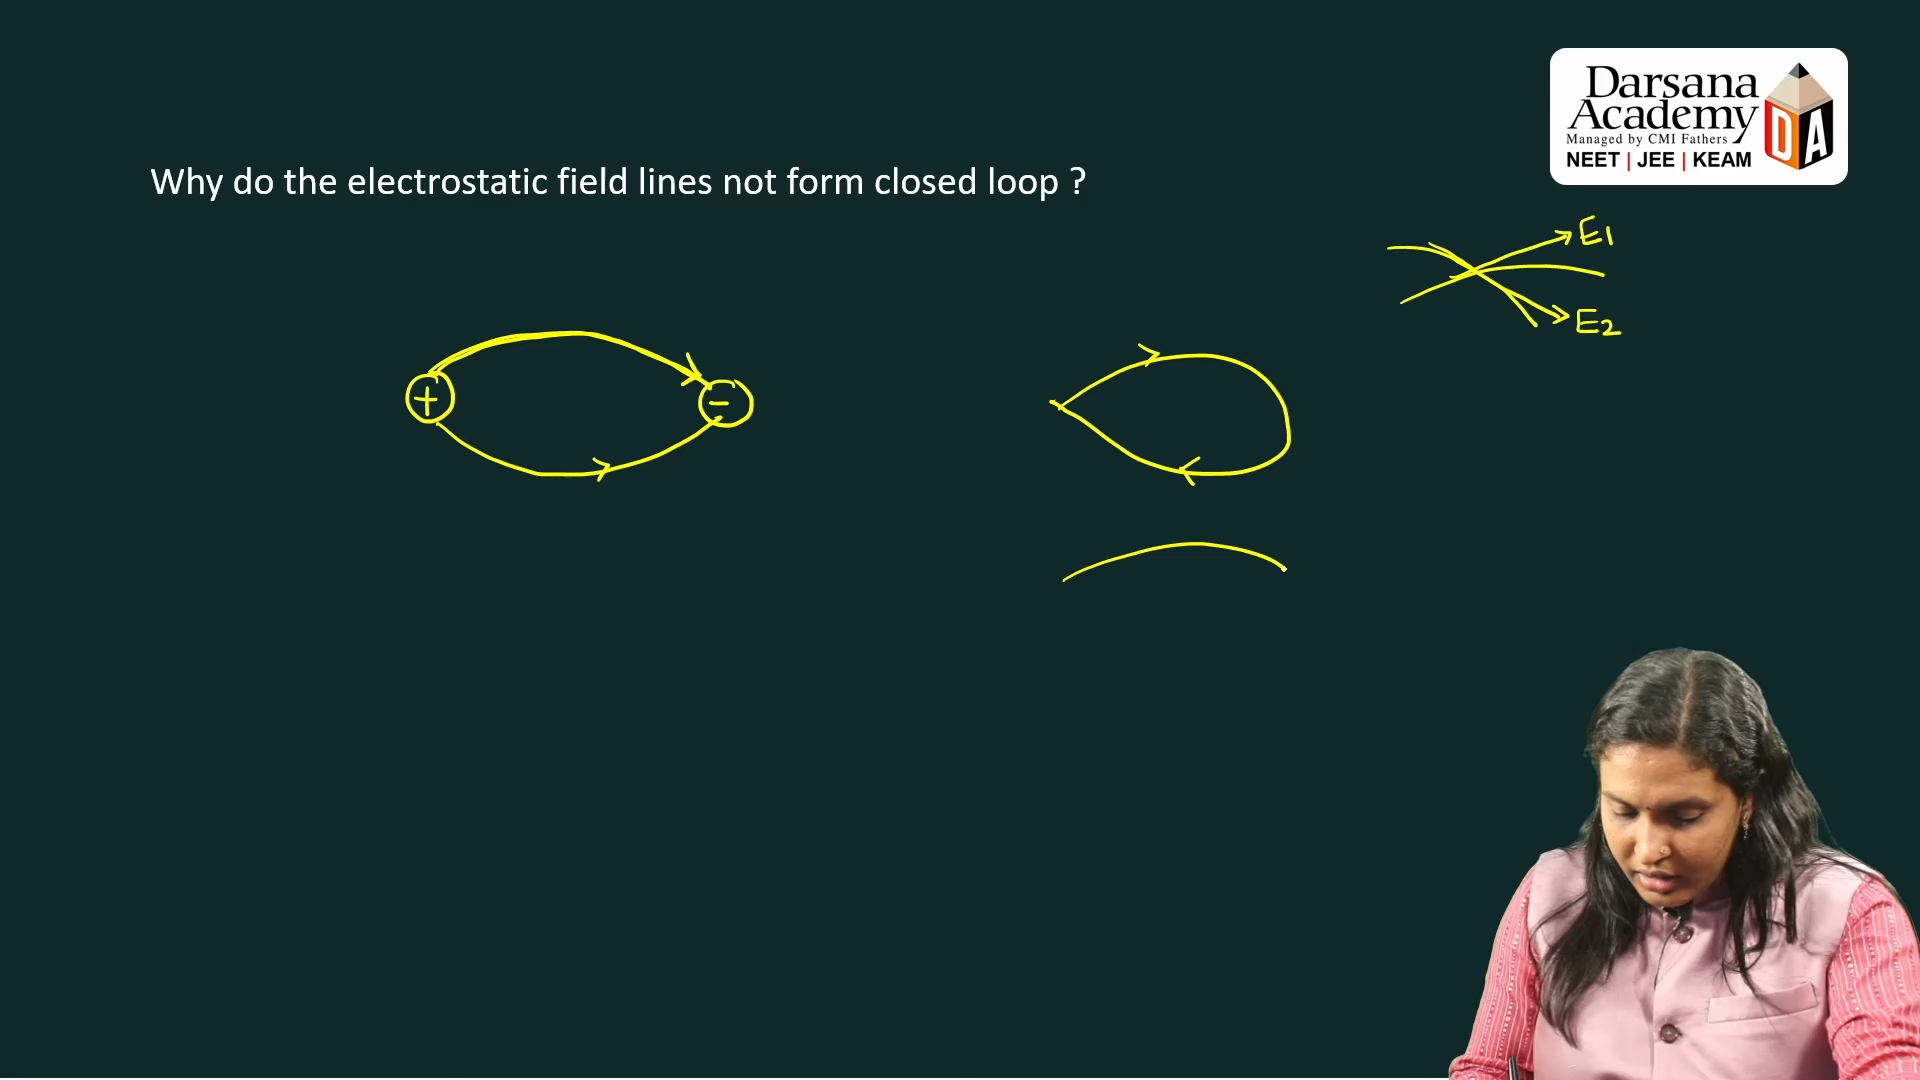 Darsana
Academy
Managed by CMI Fathers
NEET | JEE | KEAM
DA
Why do the electrostatic field lines not form closed loop ?
E1
E2
+
-